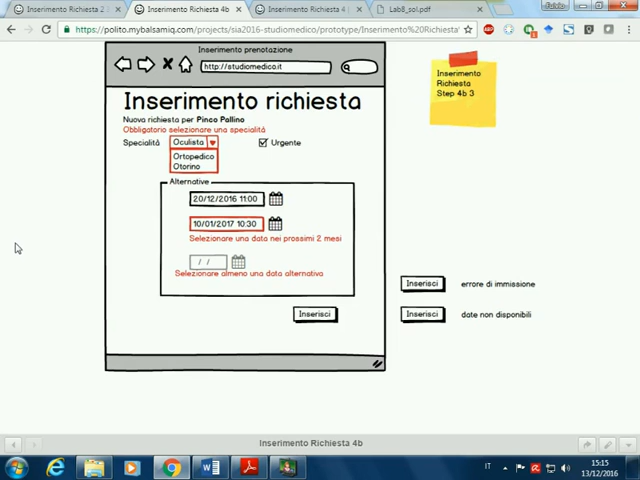 Inserimento Richiesta 2
Inserimento Richiesta 4b
Inserimento Richiesta 4
Lab8_sol.pdf
Fulvio
https://polito.mybalsamiq.com/projects/sia2016-studiomedico/prototype/Inserimento%20Richiesta%
Inserimento prenotazione
http://studiomedico.it
Inserimento richiesta
Nuova richiesta per Pinco Pallino
Obbligatorio selezionare una specialità
Specialità
Oculista
Urgente
Ortopedico
Otorino
Alternative
20/12/2016 11:00
10/01/2017 10:30
Selezionare una data nei prossimi 2 mesi
/ /
Selezionare almeno una data alternativa
Inserisci
Inserimento
Richiesta
Step 4b 3
Inserisci errore di immissione
Inserisci date non disponibili
Inserimento Richiesta 4b
IT
15:15
13/12/2016